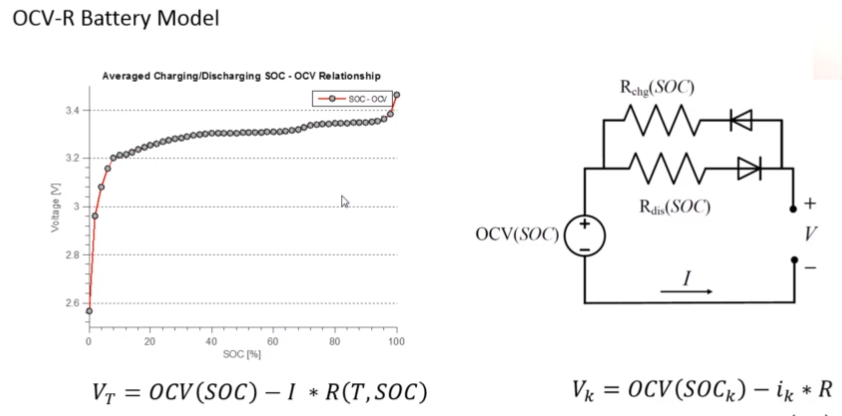 OCV-R Battery Model
Averaged Charging/Discharging SOC - OCV Relationship
SOC - OCV
3.4
3.2
3
2.8
2.6
Voltage [V]
0 20 40 60 80 100
SOC [%]
R_chg(SOC)
R_dis(SOC)
OCV(SOC)
+
−
+
V
−
I
V_T = OCV(SOC) − I * R(T, SOC)
V_k = OCV(SOC_k) − i_k * R